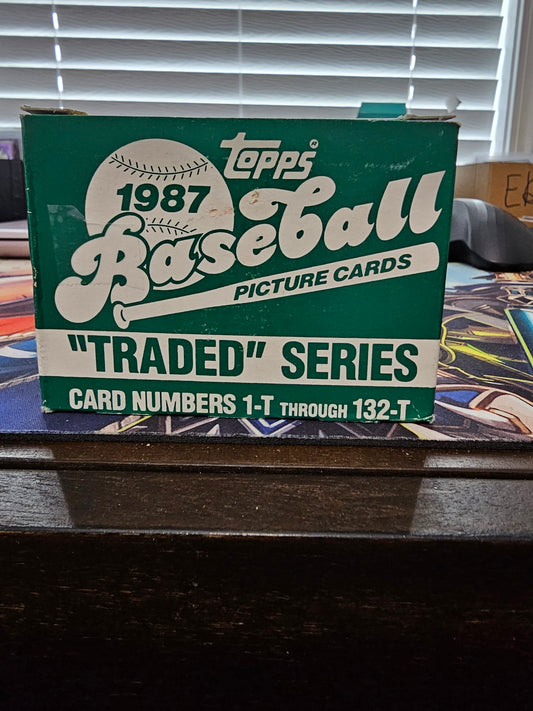 TOPPS®
1987
Baseball
PICTURE CARDS
"TRADED" SERIES
CARD NUMBERS 1-T THROUGH 132-T